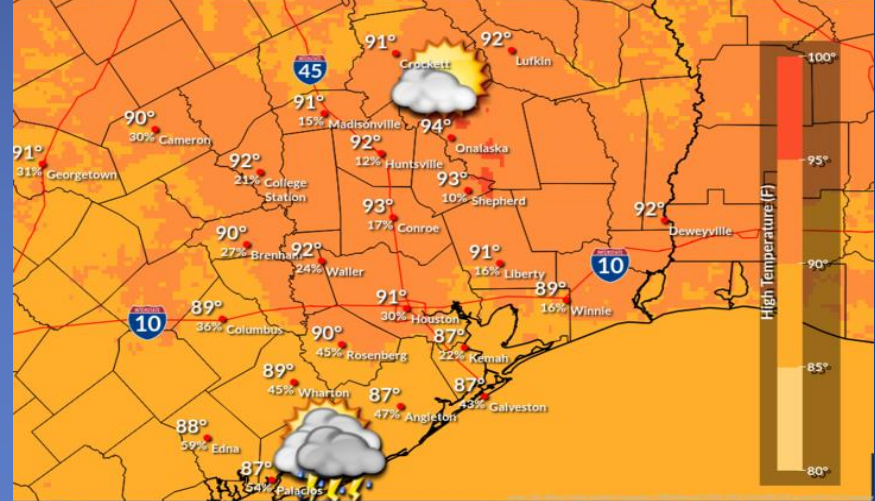 91°
Crockett
92°
Lufkin
100°
INTERSTATE
45
91°
15% Madisonville
90°
30% Cameron
94°
Onalaska
91°
31% Georgetown
92°
12% Huntsville
92°
21% College
Station
95°
93°
10% Shepherd
93°
17% Conroe
92°
Deweyville
90°
27% Brenham
92°
24% Waller
91°
16% Liberty
INTERSTATE
10
90°
High Temperature (F)
89°
16% Winnie
INTERSTATE
10
89°
36% Columbus
91°
30% Houston
90°
45% Rosenberg
87°
22% Kemah
85°
89°
45% Wharton
87°
47% Angleton
87°
43% Galveston
88°
59% Edna
87°
54% Palacios
80°